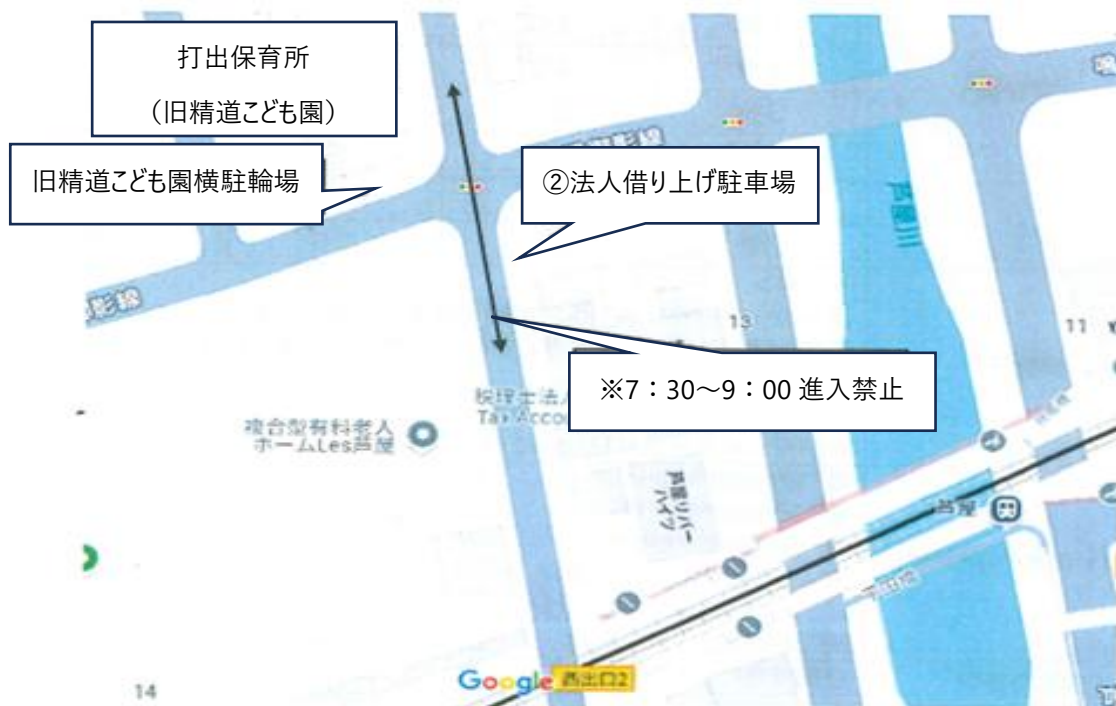 打出保育所
（旧精道こども園）
旧精道こども園横駐輪場
②法人借り上げ駐車場
芦屋川
影線
13
11
※7：30～9：00 進入禁止
税理士法人
Tax Accou
複合型有料老人
ホームLes芦屋
芦屋リバー
ハイツ
芦屋
14
Google
西出口2